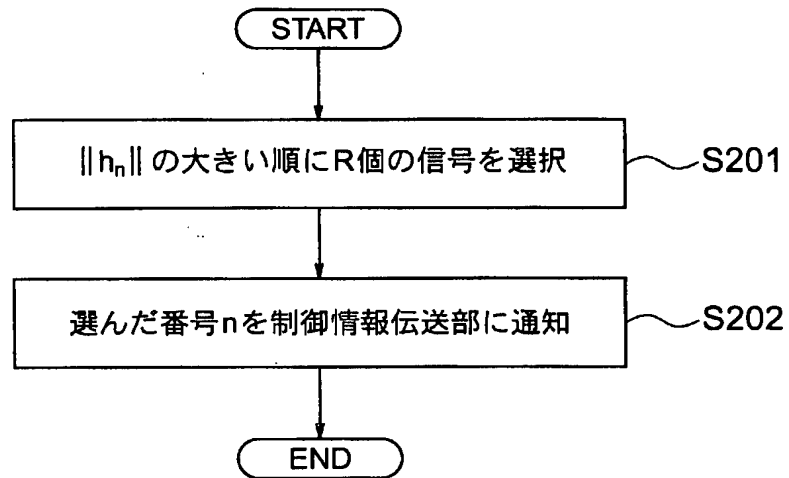 START
‖hₙ‖ の大きい順にR個の信号を選択
S201
選んだ番号nを制御情報伝送部に通知
S202
END